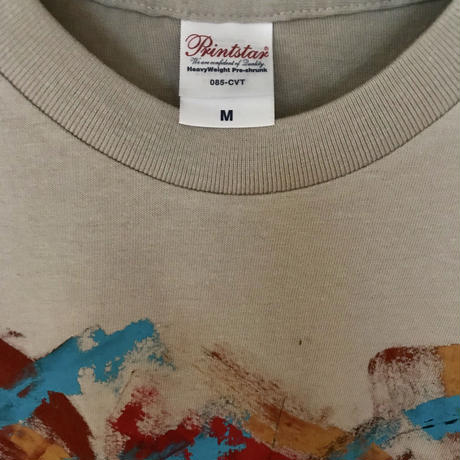 Printstar
We are confident of Quality.
HeavyWeight Pre-shrunk
085-CVT
M